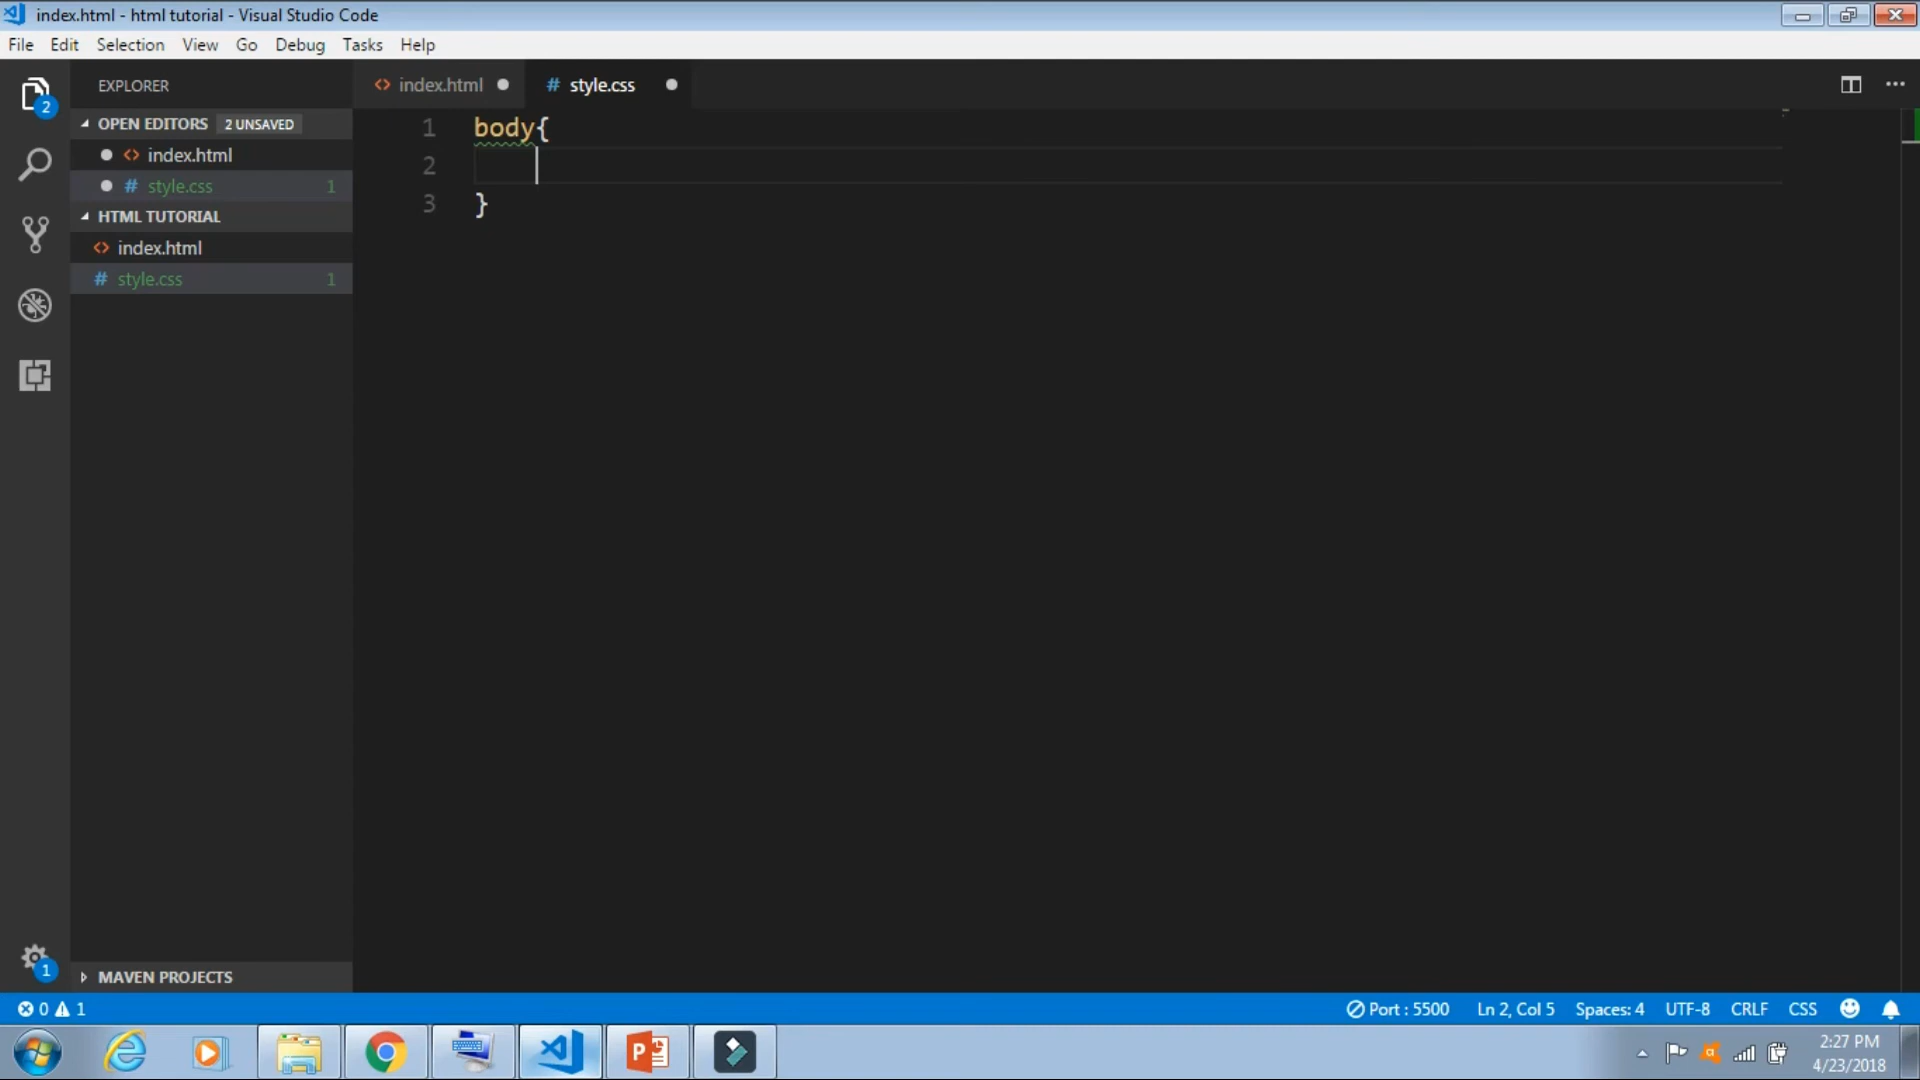 index.html - html tutorial - Visual Studio Code
File Edit Selection View Go Debug Tasks Help
EXPLORER
index.html
# style.css
2
OPEN EDITORS 2 UNSAVED
index.html
# style.css 1
HTML TUTORIAL
index.html
# style.css 1
1 body{
2
3 }
1
MAVEN PROJECTS
0 1
Port : 5500 Ln 2, Col 5 Spaces: 4 UTF-8 CRLF CSS
2:27 PM
4/23/2018